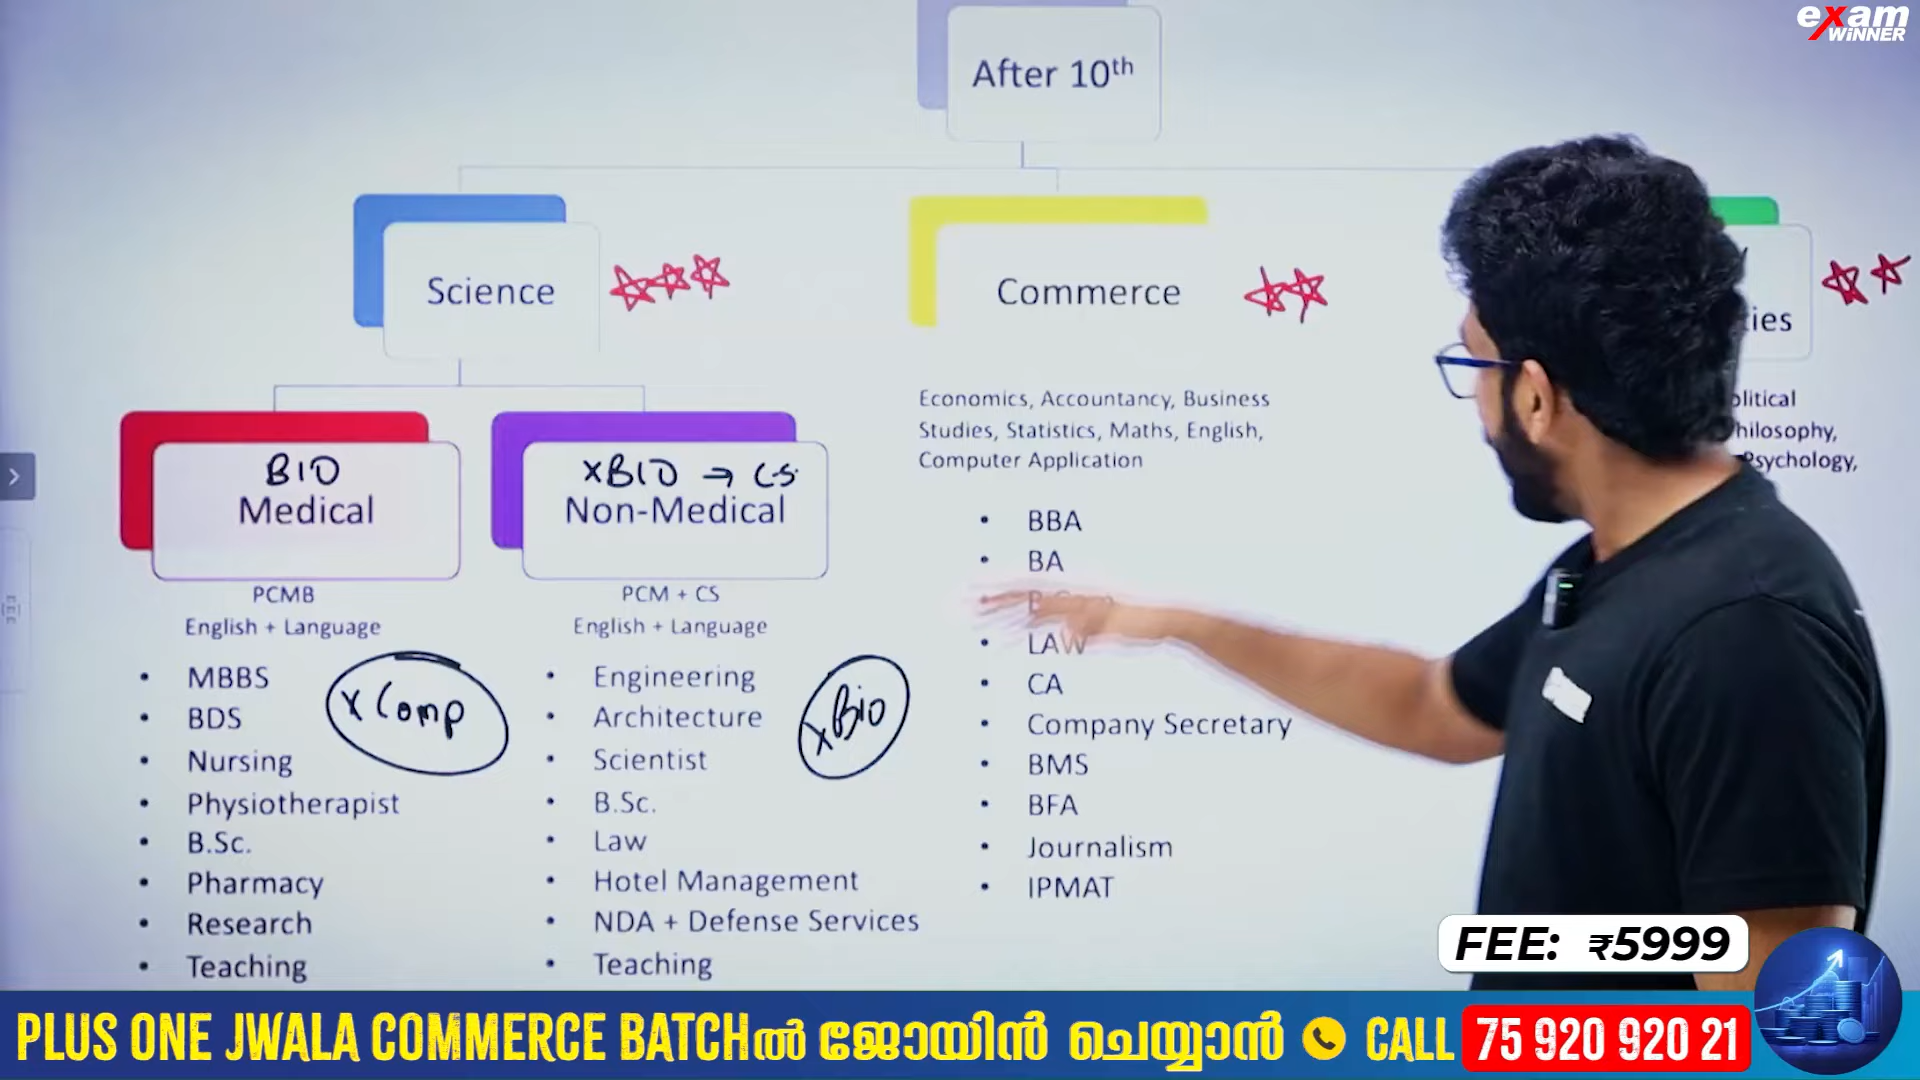 exam
WiNNER
After 10th
Science
Commerce
ties
BIO
Medical
PCMB
English + Language
x Comp
MBBS
BDS
Nursing
Physiotherapist
B.Sc.
Pharmacy
Research
Teaching
xBIO → CS
Non-Medical
PCM + CS
English + Language
xBio
Engineering
Architecture
Scientist
B.Sc.
Law
Hotel Management
NDA + Defense Services
Teaching
Economics, Accountancy, Business
Studies, Statistics, Maths, English,
Computer Application
BBA
BA
LAW
CA
Company Secretary
BMS
BFA
Journalism
IPMAT
olitical
hilosophy,
Psychology,
FEE: ₹5999
PLUS ONE JWALA COMMERCE BATCHൽ ജോയിൻ ചെയ്യാൻ CALL 75 920 920 21